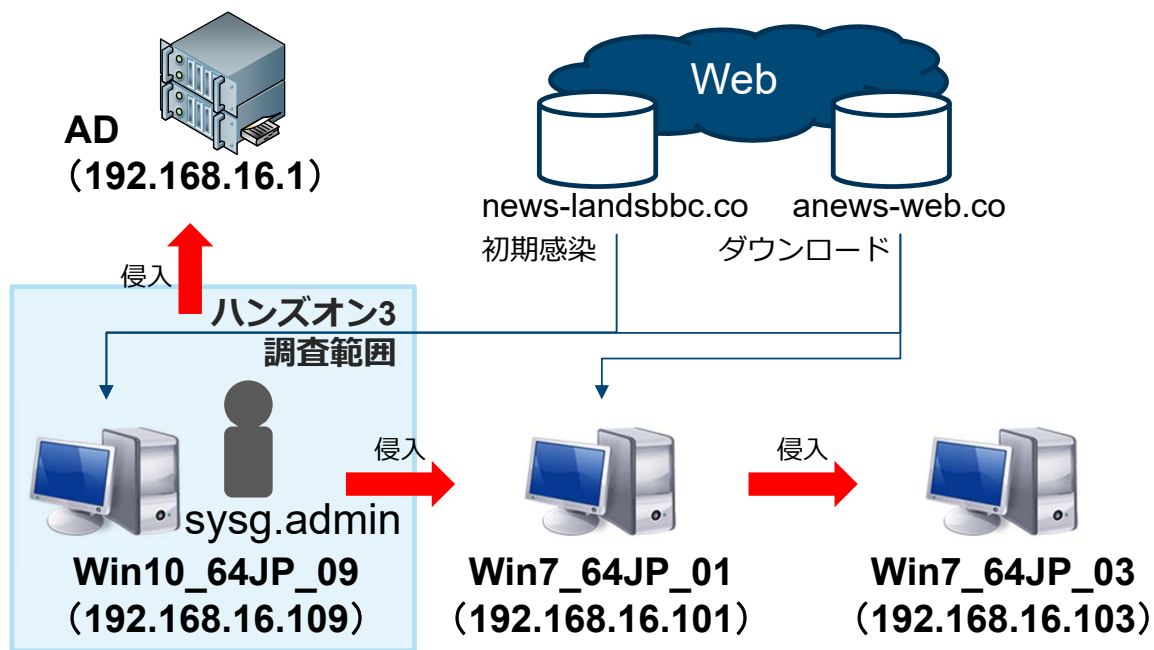 Web
AD
（192.168.16.1）
news-landsbbc.co
anews-web.co
初期感染
ダウンロード
侵入
ハンズオン3
調査範囲
侵入
侵入
sysg.admin
Win10_64JP_09
（192.168.16.109）
Win7_64JP_01
（192.168.16.101）
Win7_64JP_03
（192.168.16.103）